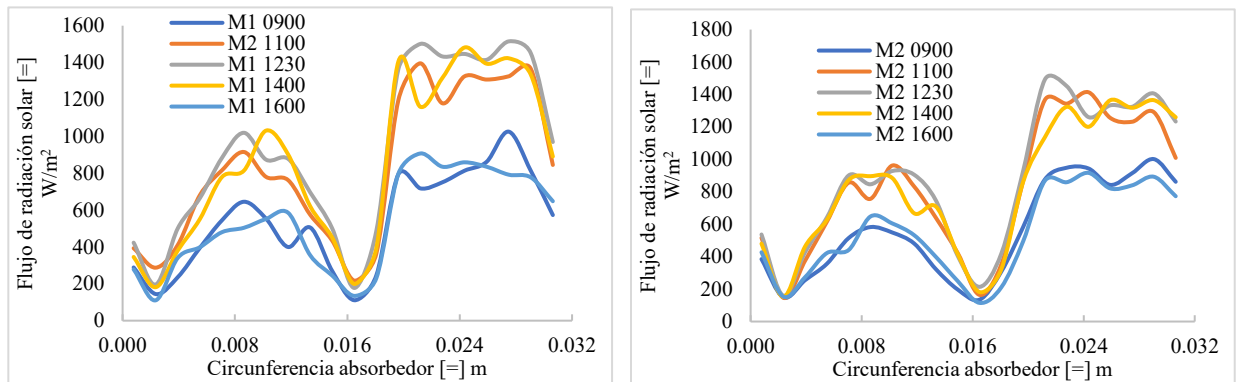 1600
1400
1200
1000
800
600
400
200
0
Flujo de radiación solar [=]
W/m²
M1 0900
M2 1100
M1 1230
M1 1400
M1 1600
0.000
0.008
0.016
0.024
0.032
Circunferencia absorbedor [=] m
1800
1600
1400
1200
1000
800
600
400
200
0
Flujo de radiación solar [=]
W/m²
M2 0900
M2 1100
M2 1230
M2 1400
M2 1600
0.000
0.008
0.016
0.024
0.032
Circunferencia absorbedor [=] m